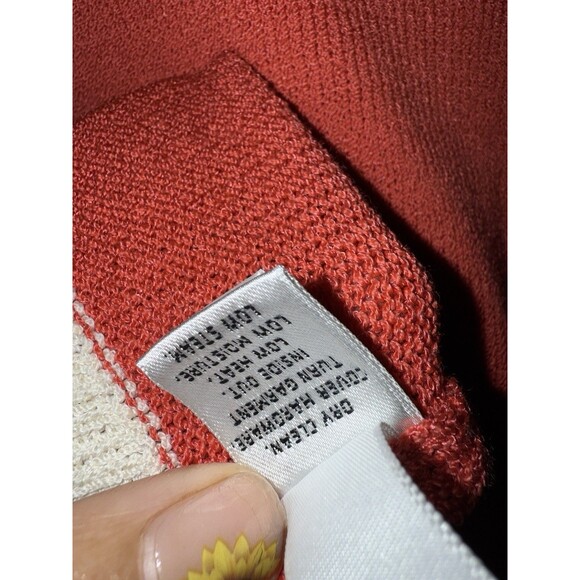 DRY CLEAN.
COVER HARDWARE.
TURN GARMENT
INSIDE OUT.
LOW HEAT.
LOW MOISTURE.
LOW STEAM.